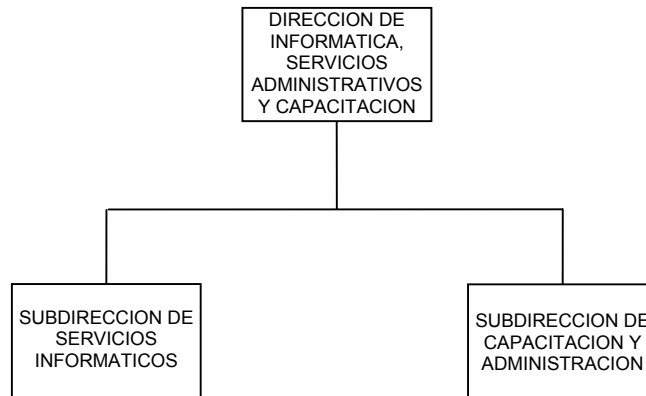 DIRECCION DE
INFORMATICA,
SERVICIOS
ADMINISTRATIVOS
Y CAPACITACION
SUBDIRECCION DE
SERVICIOS
INFORMATICOS
SUBDIRECCION DE
CAPACITACION Y
ADMINISTRACION